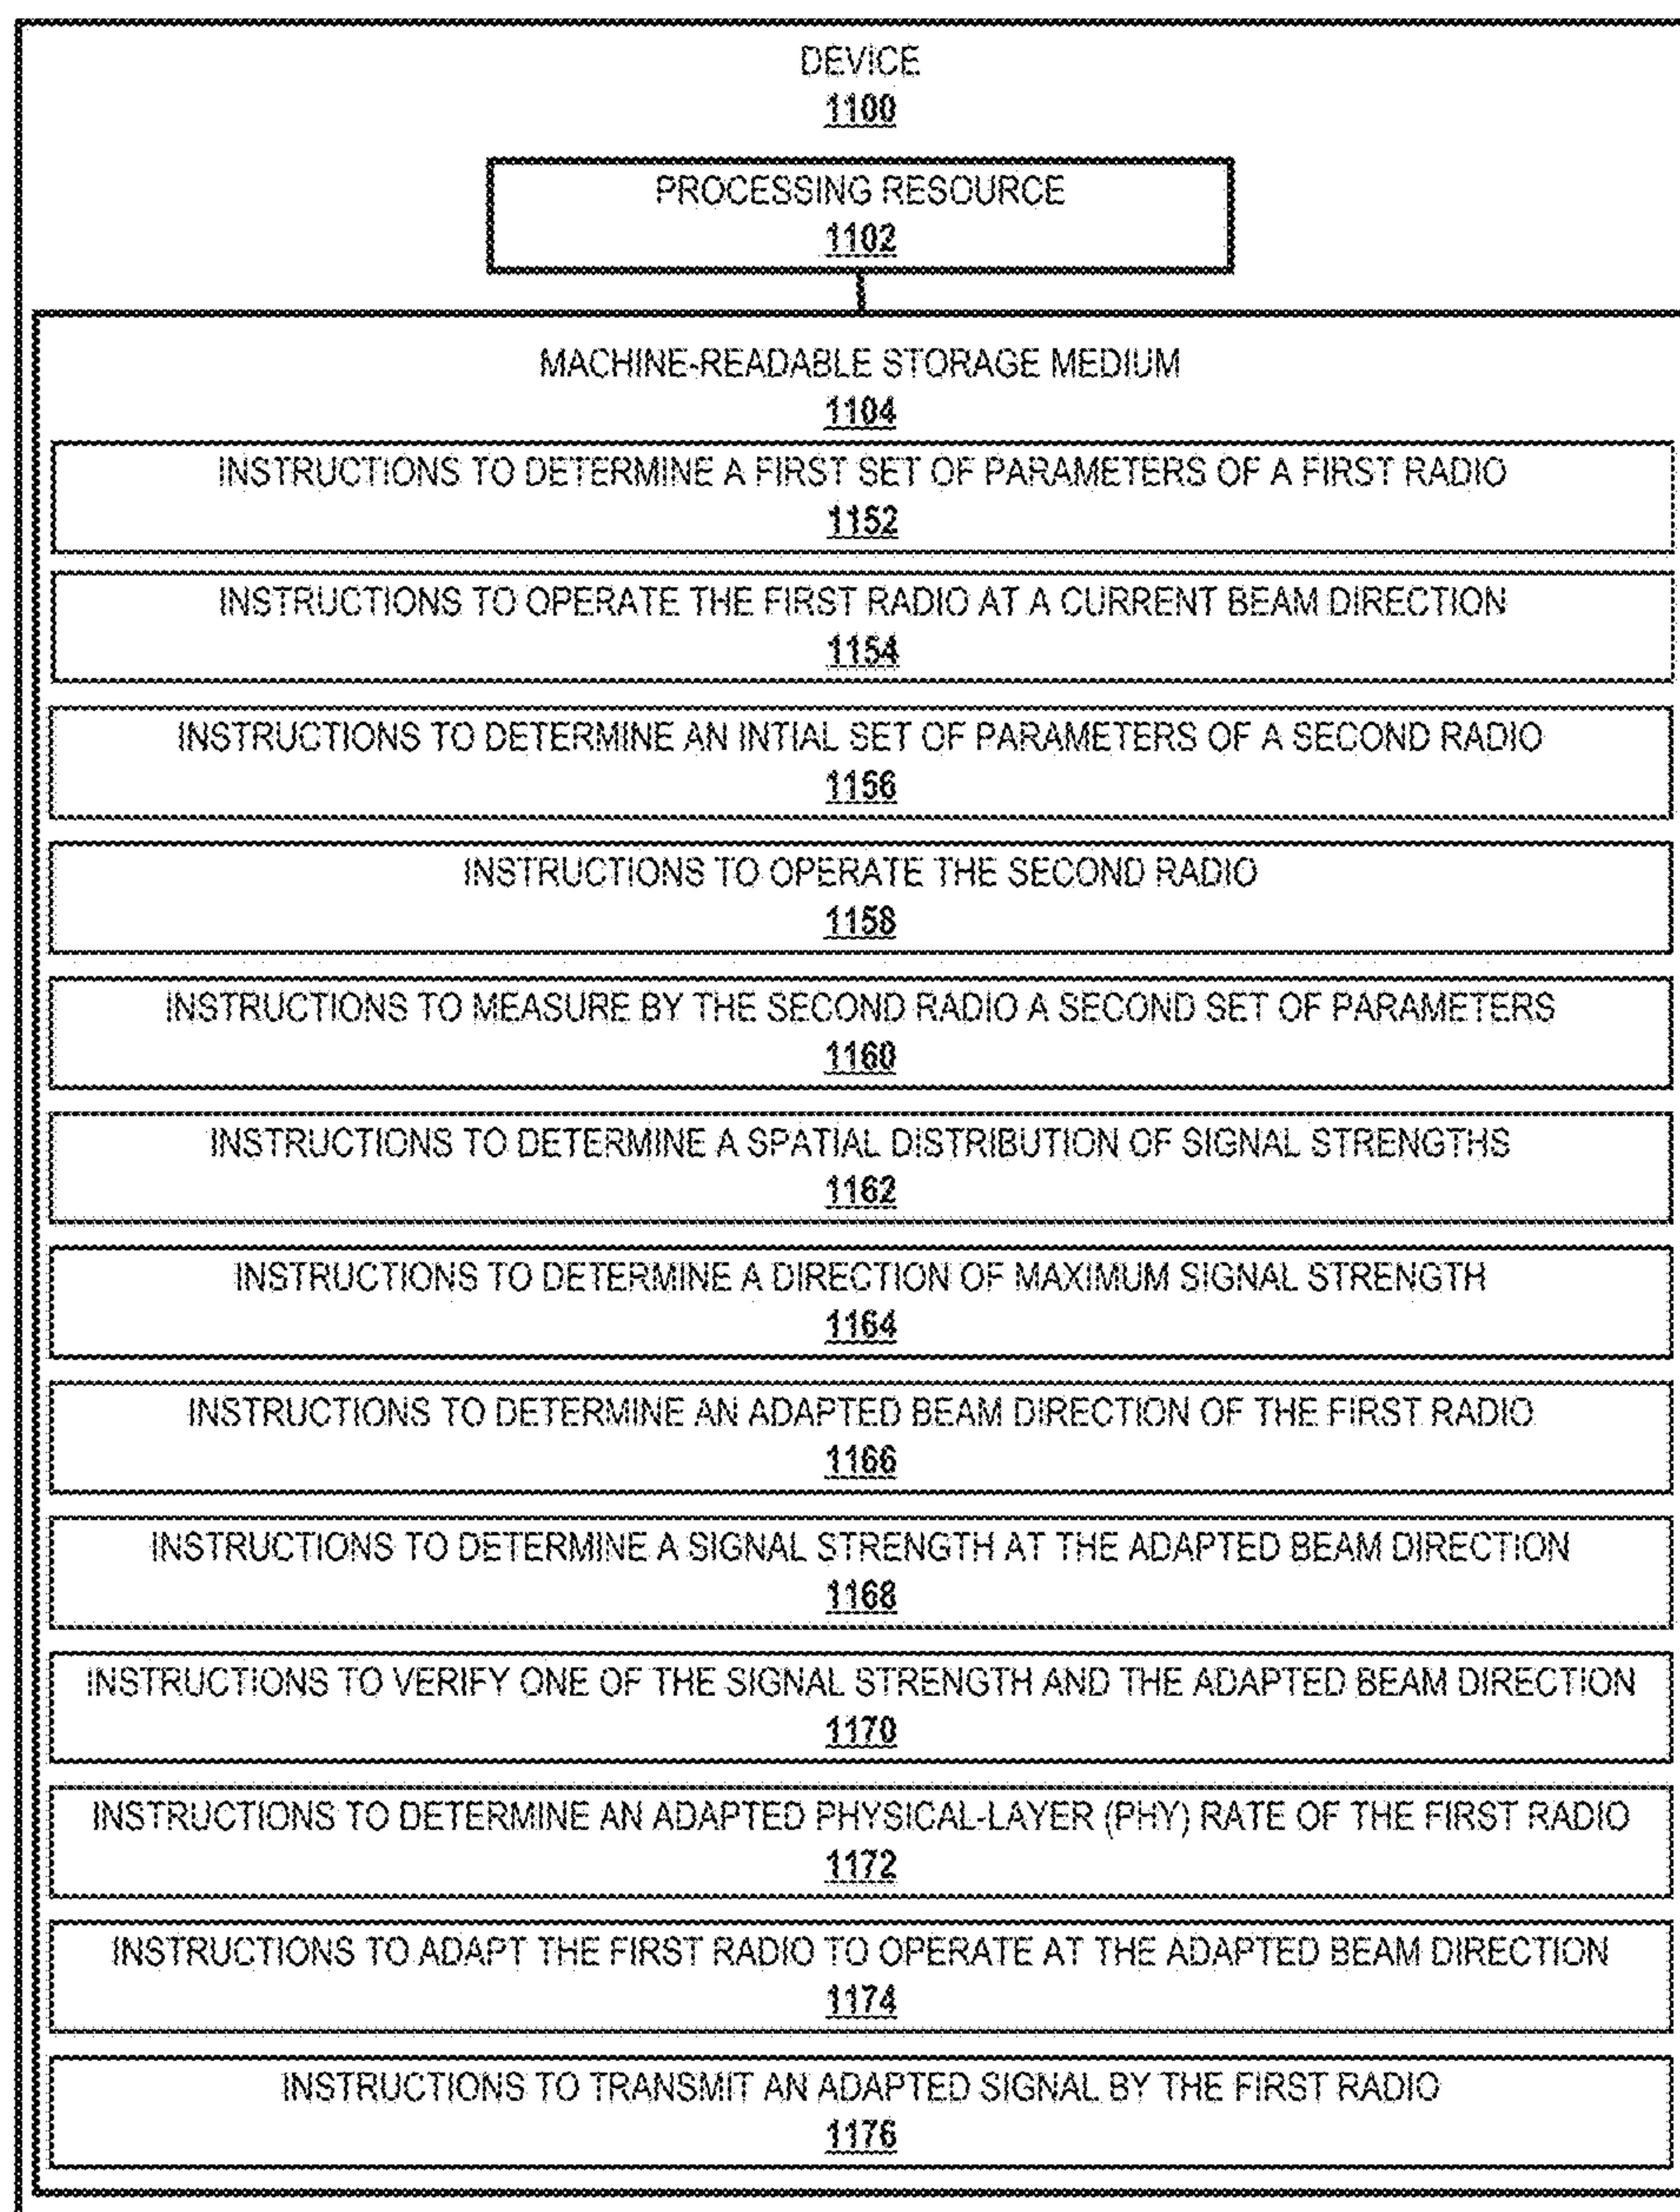 DEVICE
1100
PROCESSING RESOURCE
1102
MACHINE-READABLE STORAGE MEDIUM
1104
INSTRUCTIONS TO DETERMINE A FIRST SET OF PARAMETERS OF A FIRST RADIO
1152
INSTRUCTIONS TO OPERATE THE FIRST RADIO AT A CURRENT BEAM DIRECTION
1154
INSTRUCTIONS TO DETERMINE AN INTIAL SET OF PARAMETERS OF A SECOND RADIO
1156
INSTRUCTIONS TO OPERATE THE SECOND RADIO
1158
INSTRUCTIONS TO MEASURE BY THE SECOND RADIO A SECOND SET OF PARAMETERS
1160
INSTRUCTIONS TO DETERMINE A SPATIAL DISTRIBUTION OF SIGNAL STRENGTHS
1162
INSTRUCTIONS TO DETERMINE A DIRECTION OF MAXIMUM SIGNAL STRENGTH
1164
INSTRUCTIONS TO DETERMINE AN ADAPTED BEAM DIRECTION OF THE FIRST RADIO
1166
INSTRUCTIONS TO DETERMINE A SIGNAL STRENGTH AT THE ADAPTED BEAM DIRECTION
1168
INSTRUCTIONS TO VERIFY ONE OF THE SIGNAL STRENGTH AND THE ADAPTED BEAM DIRECTION
1170
INSTRUCTIONS TO DETERMINE AN ADAPTED PHYSICAL-LAYER (PHY) RATE OF THE FIRST RADIO
1172
INSTRUCTIONS TO ADAPT THE FIRST RADIO TO OPERATE AT THE ADAPTED BEAM DIRECTION
1174
INSTRUCTIONS TO TRANSMIT AN ADAPTED SIGNAL BY THE FIRST RADIO
1176